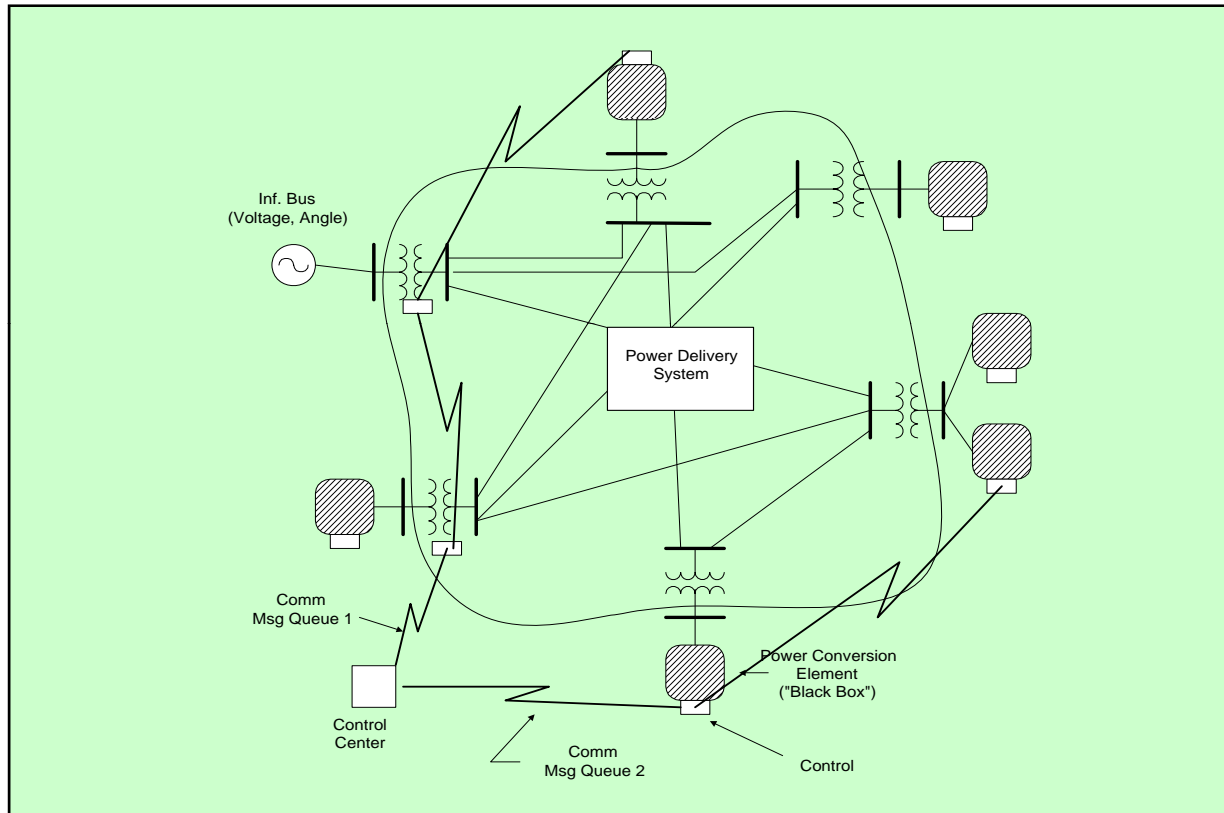 Inf. Bus
(Voltage, Angle)
Power Delivery
System
Comm
Msg Queue 1
Power Conversion
Element
("Black Box")
Control
Center
Comm
Msg Queue 2
Control